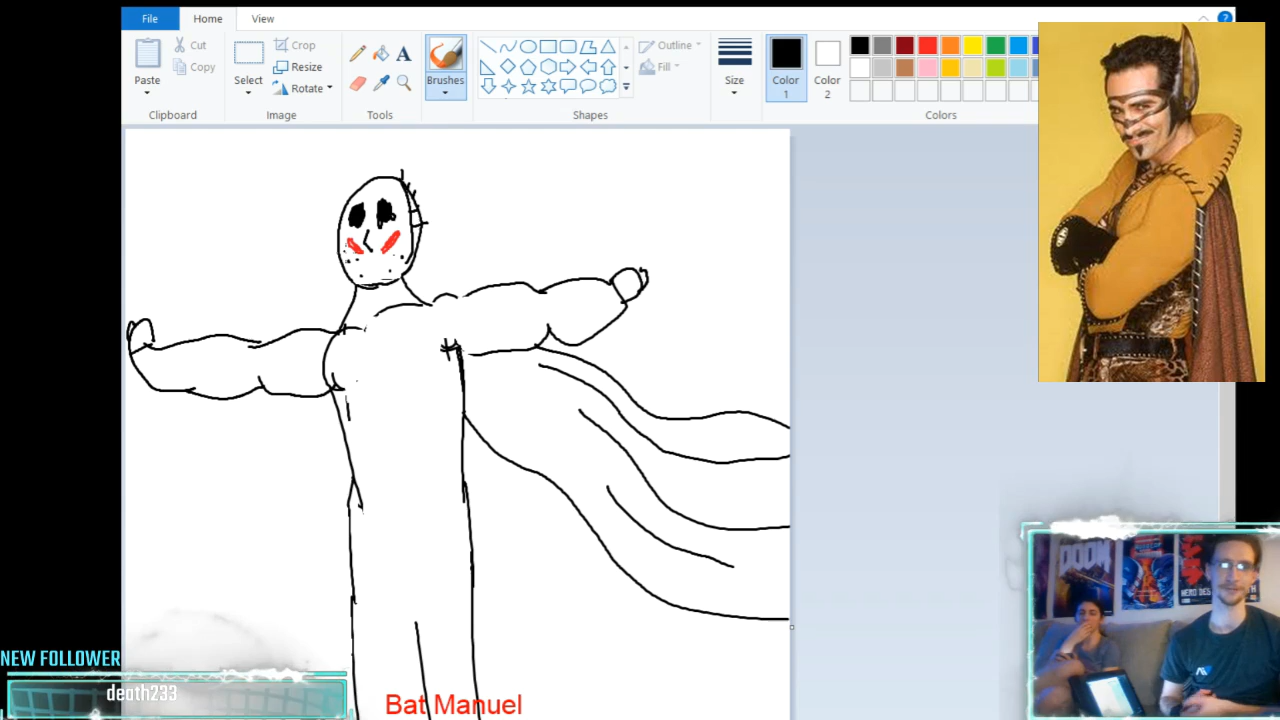 File Home View
Cut
Copy
Paste
Clipboard
Crop
Resize
Rotate
Select
Image
A
Tools
Brushes
Outline
Fill
Shapes
Size
Color 1
Color 2
Colors
?
DOOM
Bat Manuel
NEW FOLLOWER
death233